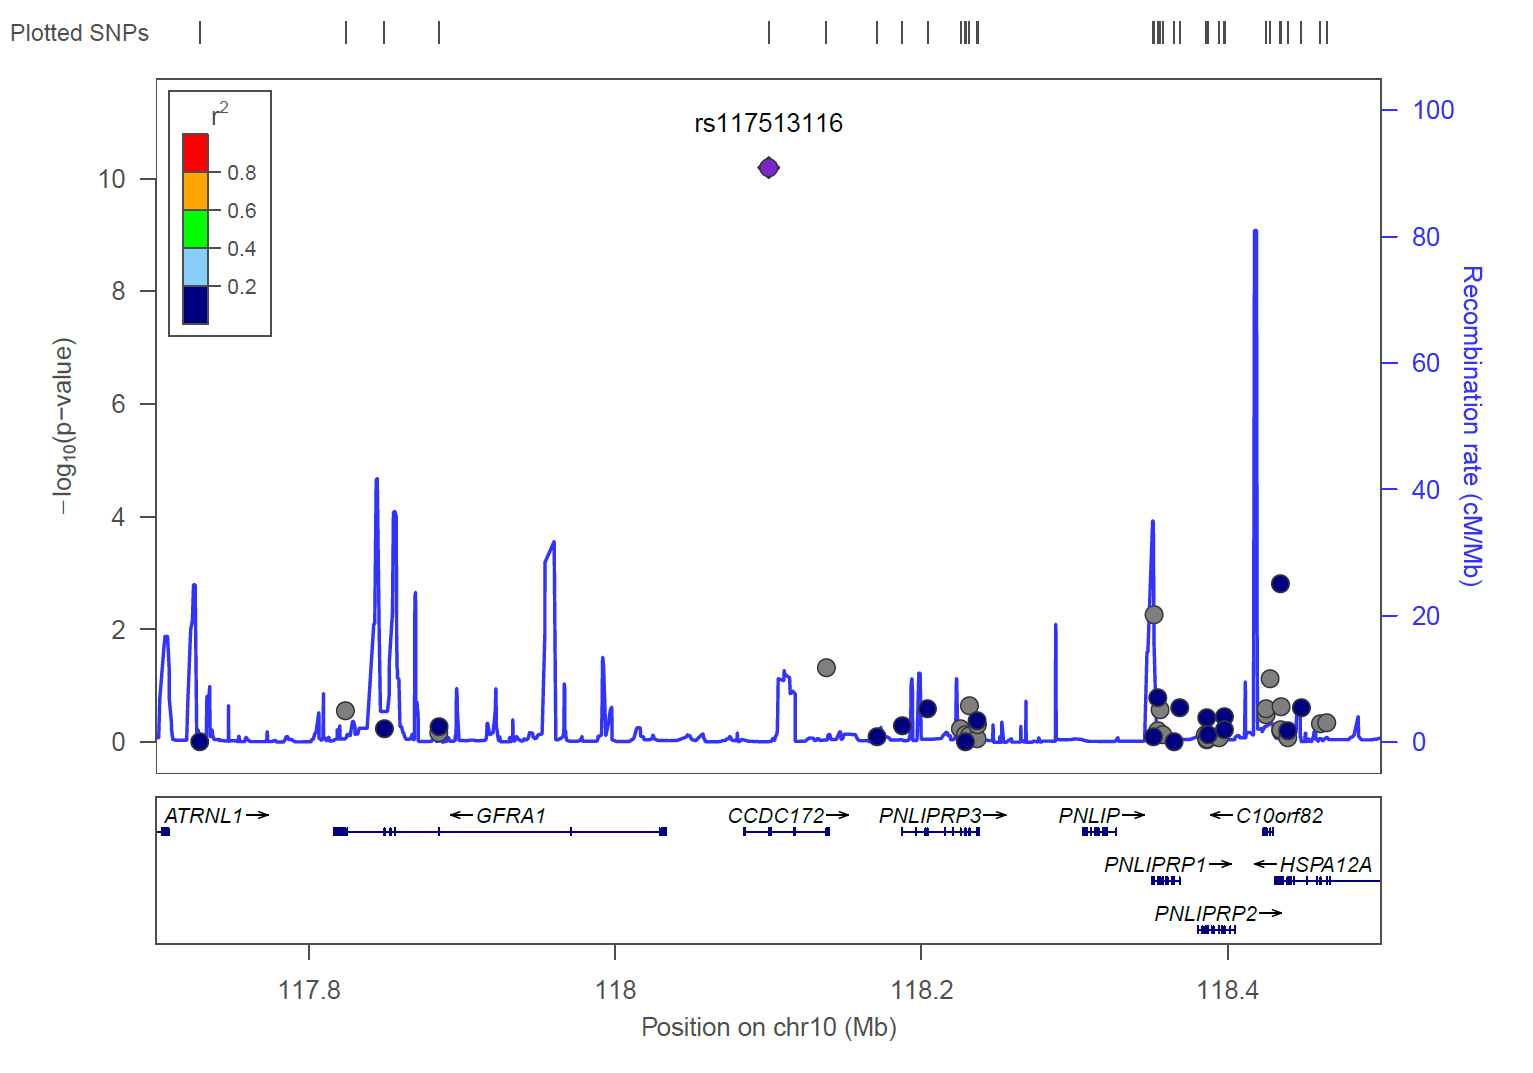 Plotted SNPs
r2
0.8
0.6
0.4
0.2
rs117513116
10
8
6
4
2
0
−log10(p−value)
100
80
60
40
20
0
Recombination rate (cM/Mb)
ATRNL1
GFRA1
CCDC172
PNLIPRP3
PNLIP
C10orf82
PNLIPRP1
HSPA12A
PNLIPRP2
117.8
118
118.2
118.4
Position on chr10 (Mb)